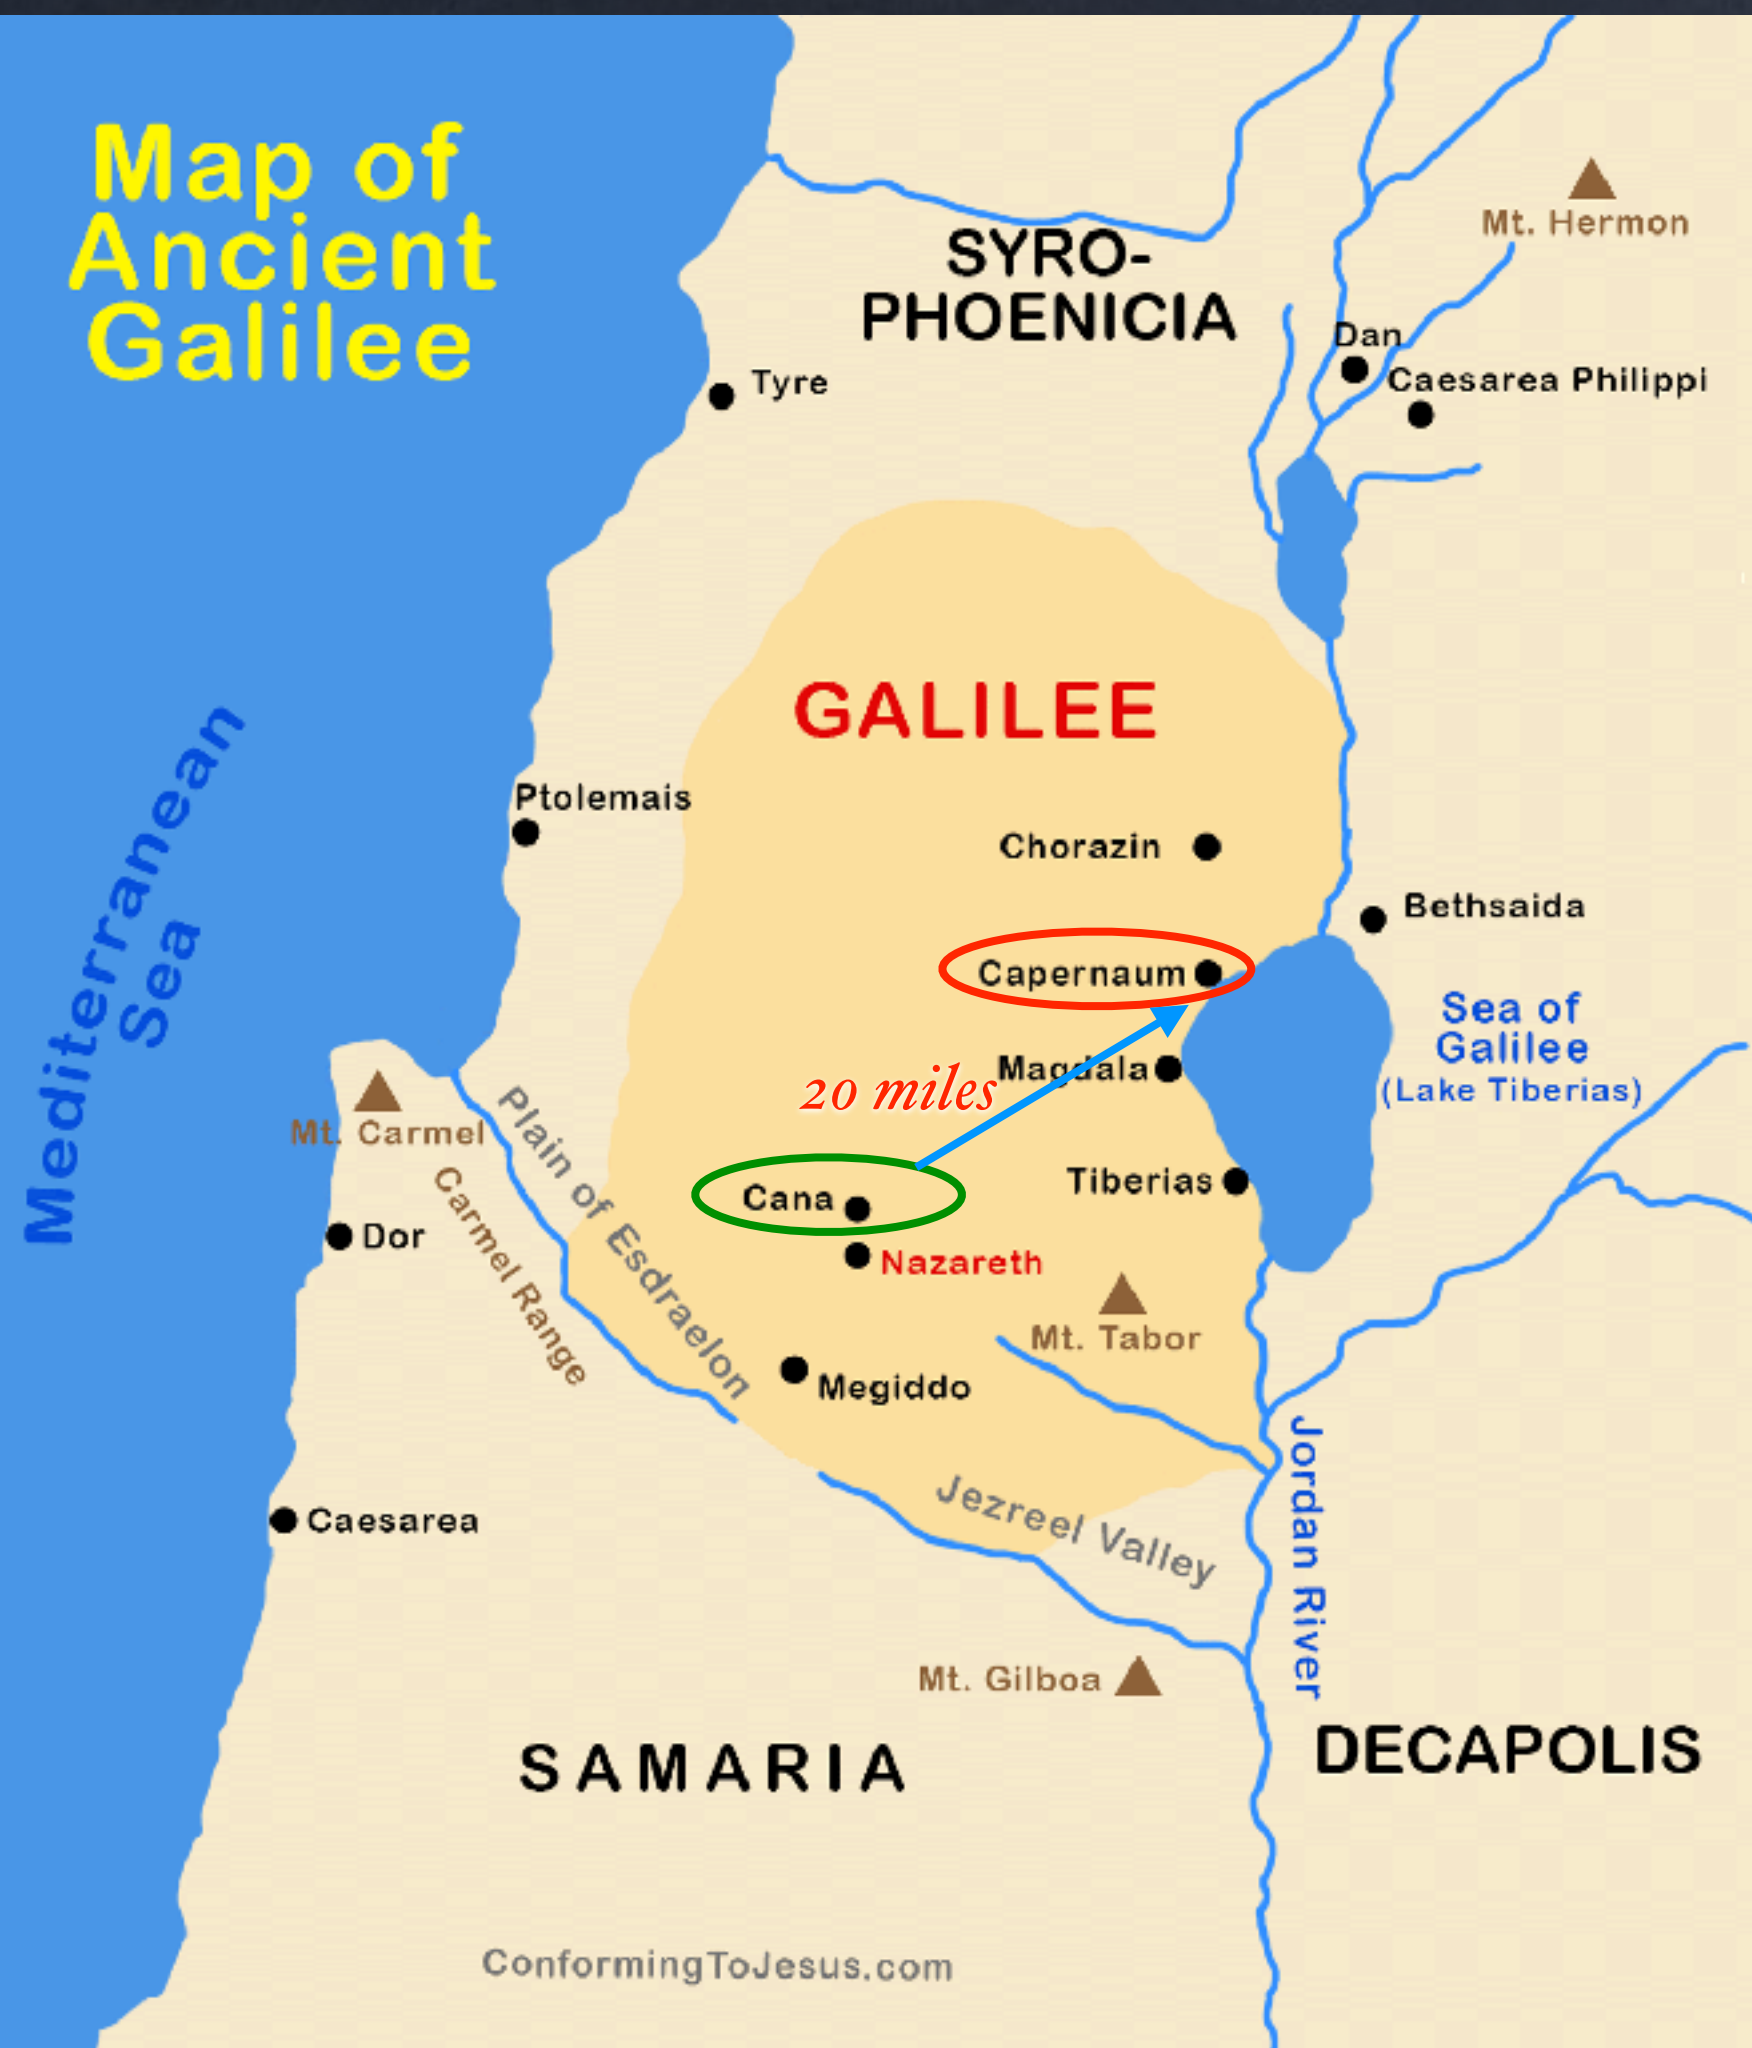 Map of
Ancient
Galilee
Mt. Hermon
SYRO-
PHOENICIA
Dan
Caesarea Philippi
Tyre
GALILEE
Mediterranean
Sea
Ptolemais
Chorazin
Bethsaida
Capernaum
Sea of
Galilee
(Lake Tiberias)
Magdala
20 miles
Mt. Carmel
Plain of Esdraelon
Carmel Range
Tiberias
Cana
Dor
Nazareth
Mt. Tabor
Megiddo
Jordan River
Jezreel Valley
Caesarea
Mt. Gilboa
DECAPOLIS
SAMARIA
ConformingToJesus.com